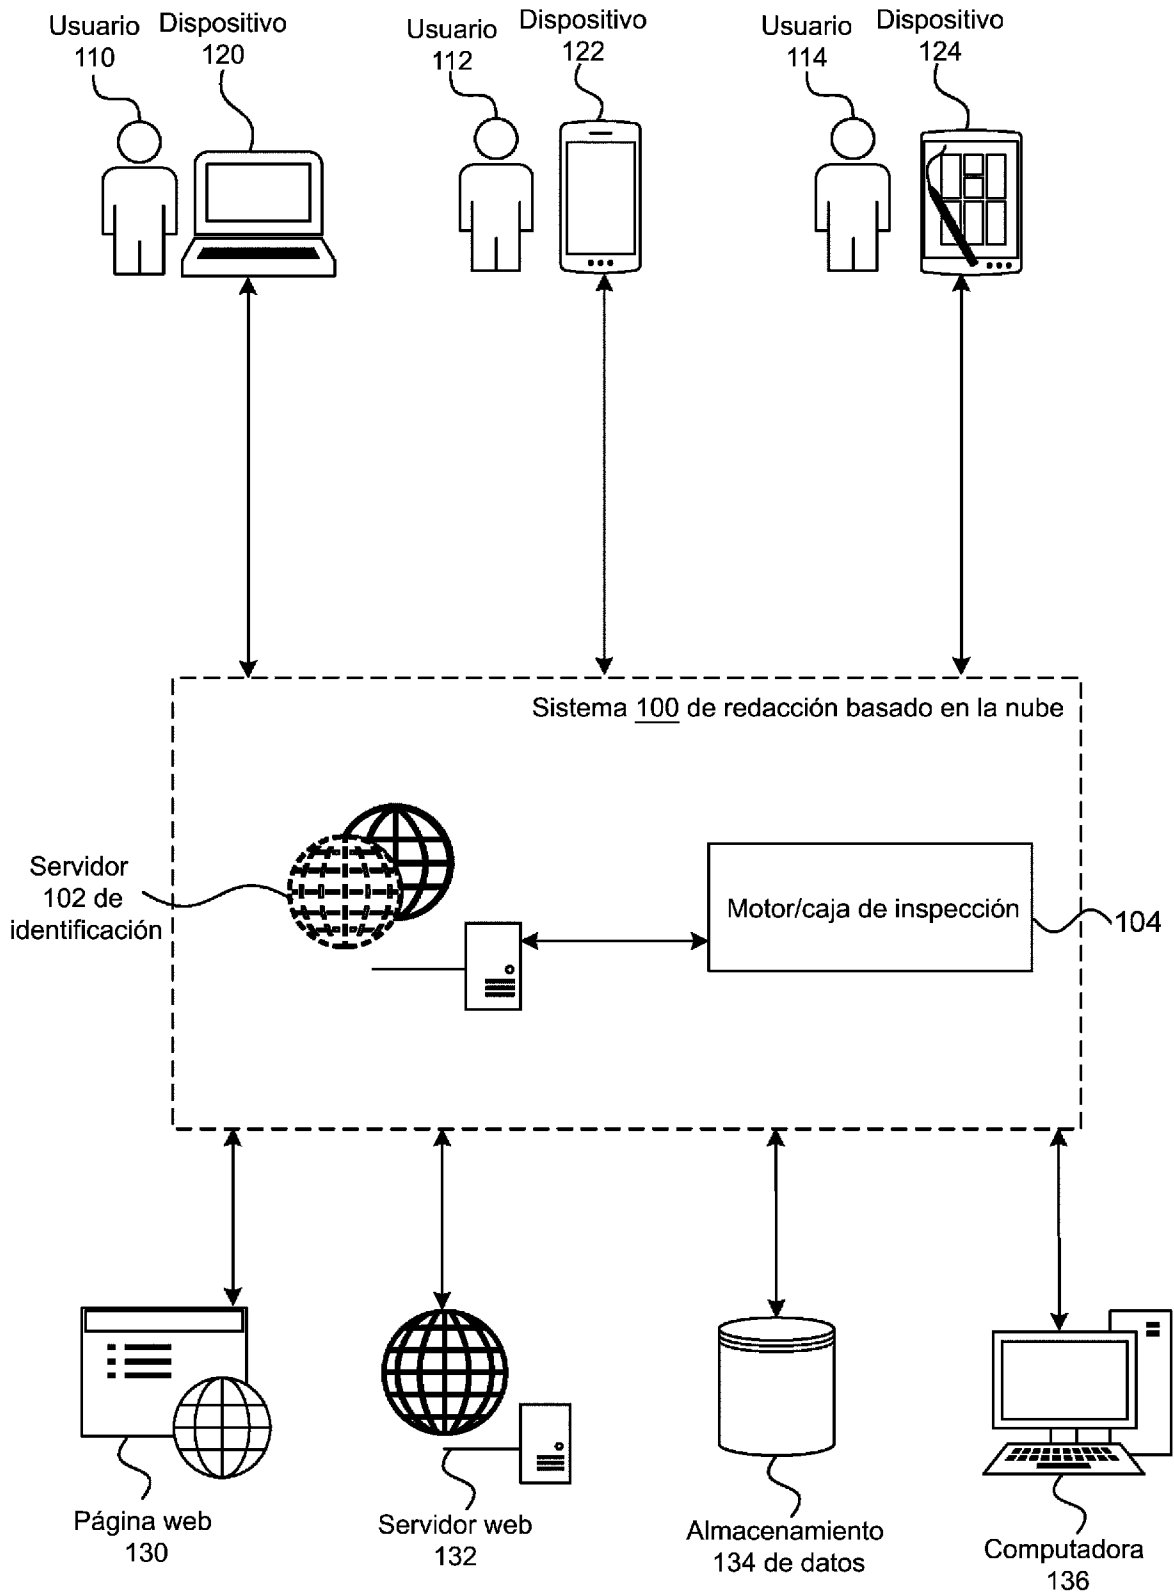 Usuario
110
Dispositivo
120
Usuario
112
Dispositivo
122
Usuario
114
Dispositivo
124
Sistema 100 de redacción basado en la nube
Servidor
102 de
identificación
Motor/caja de inspección
104
Página web
130
Servidor web
132
Almacenamiento
134 de datos
Computadora
136